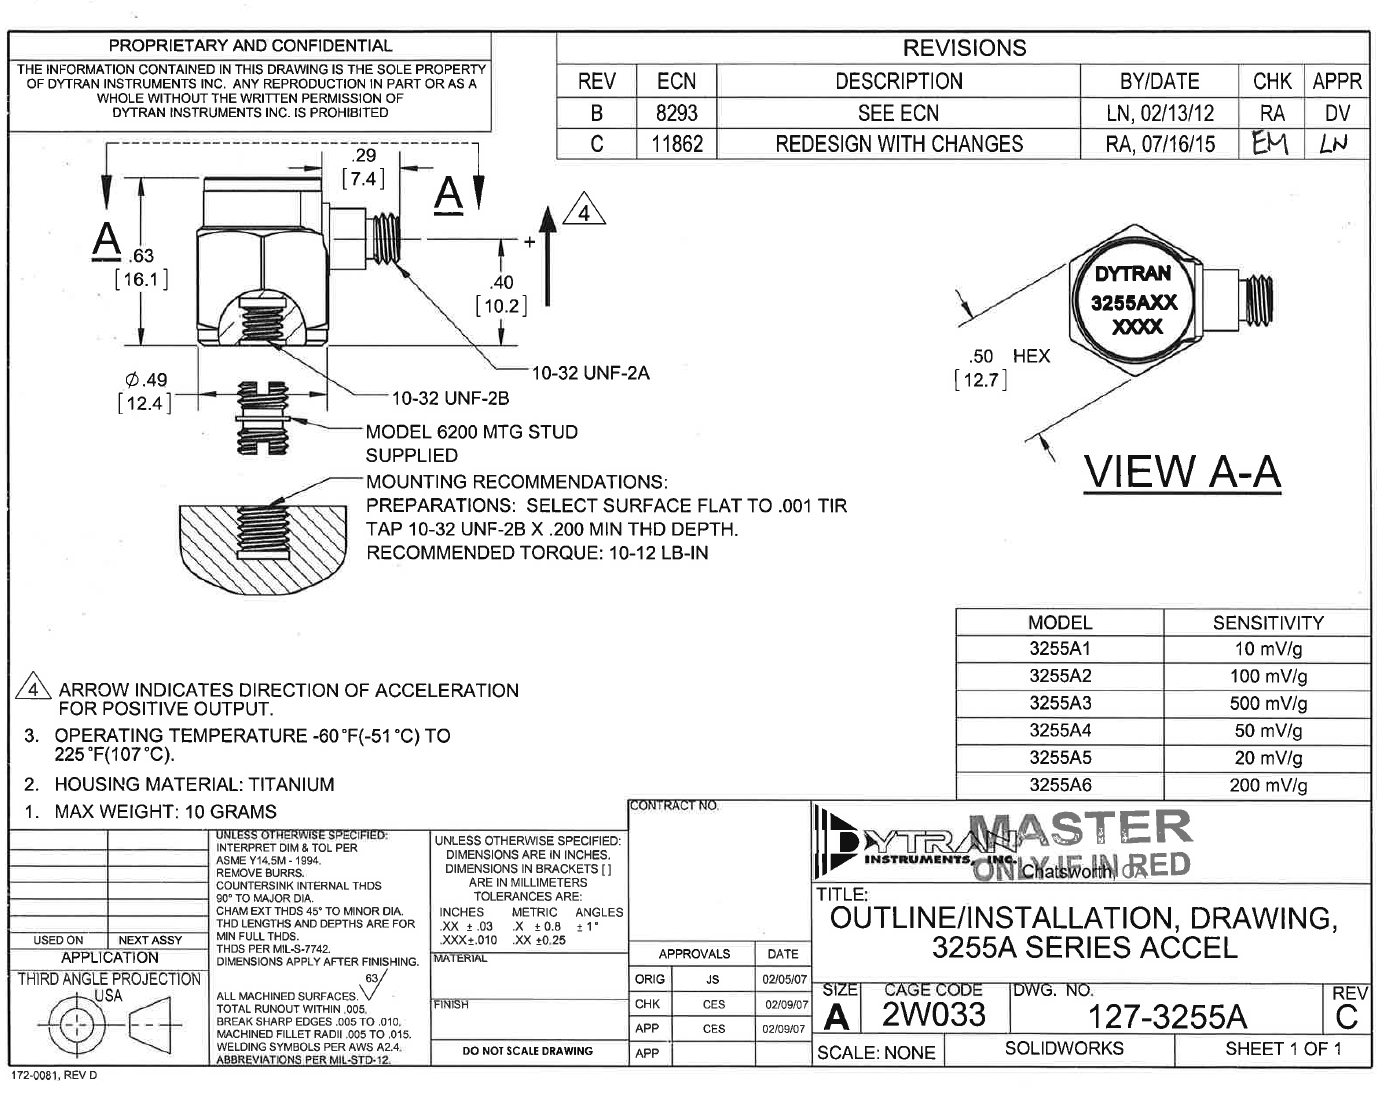 PROPRIETARY AND CONFIDENTIAL
THE INFORMATION CONTAINED IN THIS DRAWING IS THE SOLE PROPERTY
OF DYTRAN INSTRUMENTS INC. ANY REPRODUCTION IN PART OR AS A
WHOLE WITHOUT THE WRITTEN PERMISSION OF
DYTRAN INSTRUMENTS INC. IS PROHIBITED
REVISIONS
REV ECN DESCRIPTION BY/DATE CHK APPR
B 8293 SEE ECN LN, 02/13/12 RA DV
C 11862 REDESIGN WITH CHANGES RA, 07/16/15 EM LN
.29
[7.4]
A
A
4
+
.63
[16.1]
.40
[10.2]
10-32 UNF-2A
Ø.49
[12.4]
10-32 UNF-2B
MODEL 6200 MTG STUD
SUPPLIED
MOUNTING RECOMMENDATIONS:
PREPARATIONS: SELECT SURFACE FLAT TO .001 TIR
TAP 10-32 UNF-2B X .200 MIN THD DEPTH.
RECOMMENDED TORQUE: 10-12 LB-IN
DYTRAN
3255AXX
XXXX
.50 HEX
[12.7]
VIEW A-A
MODEL SENSITIVITY
3255A1 10 mV/g
3255A2 100 mV/g
3255A3 500 mV/g
3255A4 50 mV/g
3255A5 20 mV/g
3255A6 200 mV/g
4 ARROW INDICATES DIRECTION OF ACCELERATION
FOR POSITIVE OUTPUT.
3. OPERATING TEMPERATURE -60°F(-51°C) TO
225°F(107°C).
2. HOUSING MATERIAL: TITANIUM
1. MAX WEIGHT: 10 GRAMS
USED ON NEXT ASSY
APPLICATION
THIRD ANGLE PROJECTION
USA
UNLESS OTHERWISE SPECIFIED:
INTERPRET DIM & TOL PER
ASME Y14.5M - 1994.
REMOVE BURRS.
COUNTERSINK INTERNAL THDS
90° TO MAJOR DIA.
CHAM EXT THDS 45° TO MINOR DIA.
THD LENGTHS AND DEPTHS ARE FOR
MIN FULL THDS.
THDS PER MIL-S-7742.
DIMENSIONS APPLY AFTER FINISHING.
63
ALL MACHINED SURFACES.
TOTAL RUNOUT WITHIN .005.
BREAK SHARP EDGES .005 TO .010.
MACHINED FILLET RADII .005 TO .015.
WELDING SYMBOLS PER AWS A2.4.
ABBREVIATIONS PER MIL-STD-12.
UNLESS OTHERWISE SPECIFIED:
DIMENSIONS ARE IN INCHES.
DIMENSIONS IN BRACKETS [ ]
ARE IN MILLIMETERS
TOLERANCES ARE:
INCHES METRIC ANGLES
.XX ± .03 .X ± 0.8 ± 1°
.XXX±.010 .XX ±0.25
MATERIAL
FINISH
DO NOT SCALE DRAWING
CONTRACT NO.
APPROVALS DATE
ORIG JS 02/05/07
CHK CES 02/09/07
APP CES 02/09/07
APP
DYTRAN
INSTRUMENTS, INC.
Chatsworth, CA
MASTER
ONLY IF IN RED
TITLE:
OUTLINE/INSTALLATION, DRAWING,
3255A SERIES ACCEL
SIZE CAGE CODE DWG. NO. REV
A 2W033 127-3255A C
SCALE: NONE SOLIDWORKS SHEET 1 OF 1
172-0081, REV D